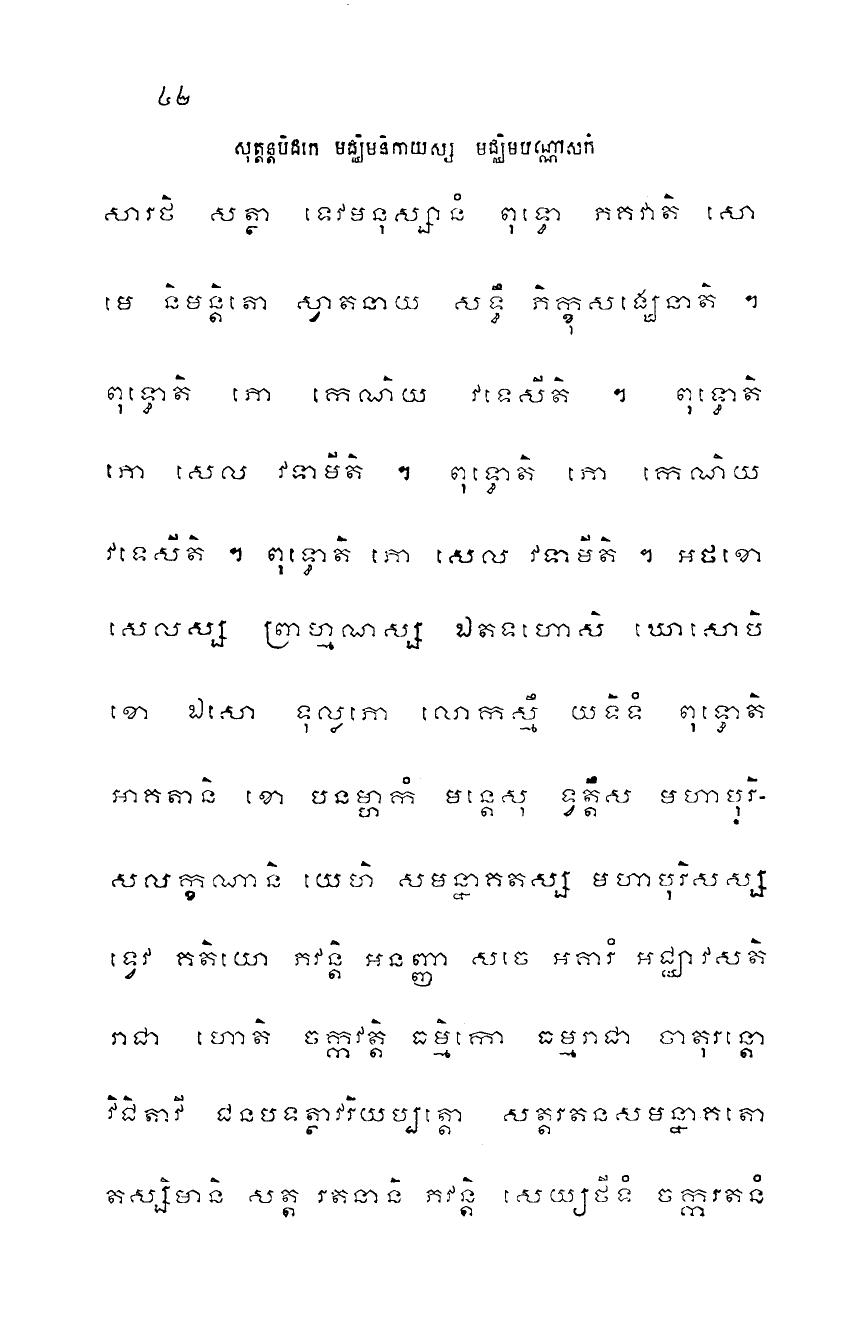 ៤២
សុត្តន្តបិដកេ មជ្ឈិមនិកាយស្ស មជ្ឈិមបណ្ណាសកំ
សារថិ សត្ថា ទេវមនុស្សានំ ពុទ្ធោ ភគវាតិ សោ
មេ និមន្តិតោ ស្វាតនាយ សទ្ធឹ ភិក្ខុសង្ឃេនាតិ ។
ពុទ្ធោតិ ភោ កេណិយ វទេសីតិ ។ ពុទ្ធោតិ
ភោ សេល វទាមីតិ ។ ពុទ្ធោតិ ភោ កេណិយ
វទេសីតិ ។ ពុទ្ធោតិ ភោ សេល វទាមីតិ ។ អថខោ
សេលស្ស ព្រាហ្មណស្ស ឯតទហោសិ ឃោសោបិ
ខោ ឯសោ ទុល្លភោ លោកស្មឹ យទិទំ ពុទ្ធោតិ
អាគតានិ ខោ បនម្ហាកំ មន្តេសុ ទ្វត្តឹស មហាបុរិ-
សលក្ខណានិ យេហិ សមន្នាគតស្ស មហាបុរិសស្ស
ទ្វេវ គតិយោ ភវន្តិ អនញ្ញា សចេ អគារំ អជ្ឈាវសតិ
រាជា ហោតិ ចក្កវត្តិ ធម្មិកោ ធម្មរាជា ចាតុរន្តោ
វិជិតាវី ជនបទត្ថាវរិយប្បត្តោ សត្តរតនសមន្នាគតោ
តស្សិមានិ សត្ត រតនានិ ភវន្តិ សេយ្យថីទំ ចក្ករតនំ